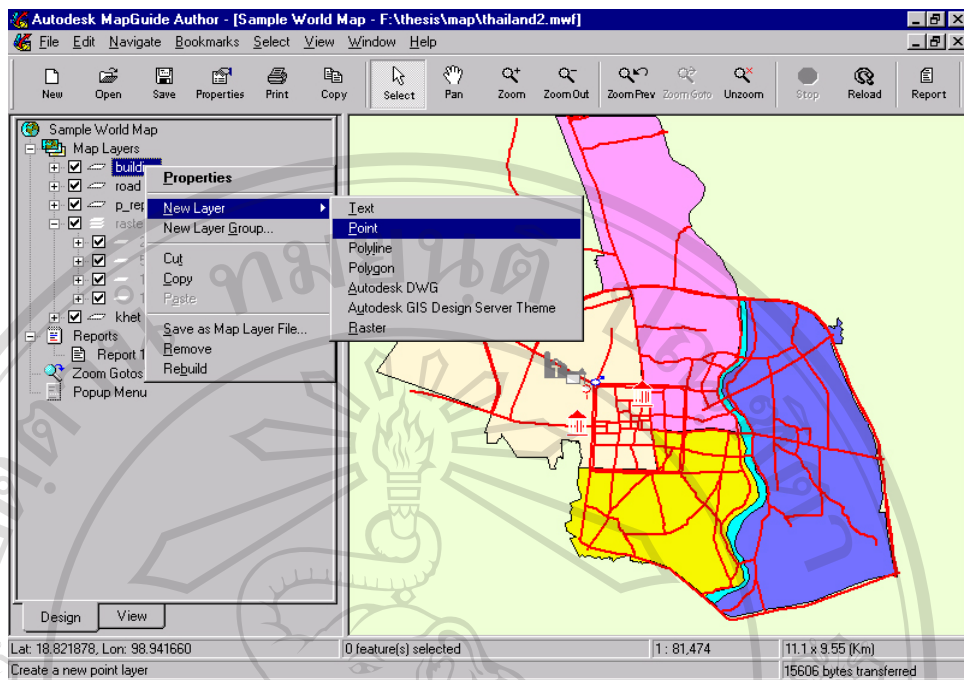 Autodesk MapGuide Author - [Sample World Map - F:\thesis\map\thailand2.mwf]
File Edit Navigate Bookmarks Select View Window Help
New Open Save Properties Print Copy Select Pan Zoom Zoom Out Zoom Prev Zoom Goto Unzoom Stop Reload Report
Sample World Map
Map Layers
road
raste
khet
Reports
Report 1
Zoom Gotos
Popup Menu
Properties
New Layer
New Layer Group...
Cut
Copy
Paste
Save as Map Layer File...
Remove
Rebuild
Text
Point
Polyline
Polygon
Autodesk DWG
Autodesk GIS Design Server Theme
Raster
Design View
Lat: 18.821878, Lon: 98.941660 0 feature(s) selected 1 : 81,474 11.1 x 9.55 (Km)
Create a new point layer 15606 bytes transferred